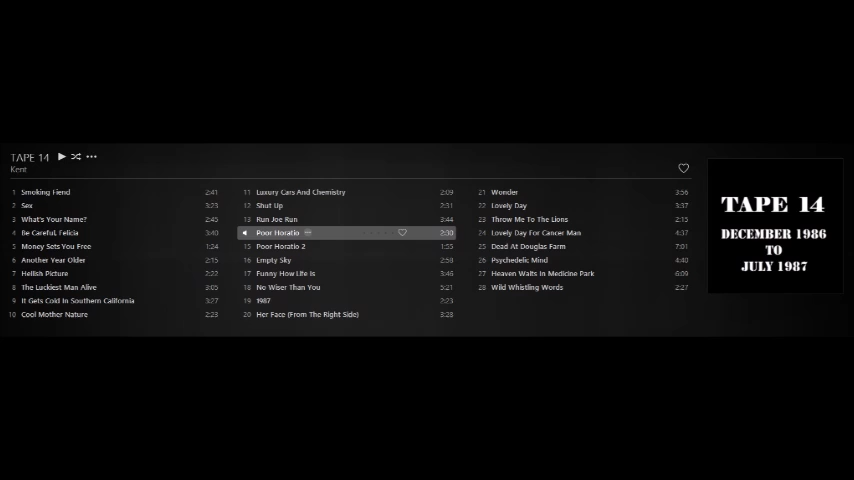 TAPE 14
Kent
1 Smoking Fiend 2:41
2 Sex 3:23
3 What's Your Name? 2:45
4 Be Careful, Felicia 3:40
5 Money Sets You Free 1:24
6 Another Year Older 2:15
7 Hellish Picture 2:22
8 The Luckiest Man Alive 3:05
9 It Gets Cold In Southern California 3:27
10 Cool Mother Nature 2:23
11 Luxury Cars And Chemistry 2:09
12 Shut Up 2:31
13 Run Joe Run 3:44
Poor Horatio 2:30
15 Poor Horatio 2 1:55
16 Empty Sky 2:58
17 Funny How Life Is 3:46
18 No Wiser Than You 5:21
19 1987 2:23
20 Her Face (From The Right Side) 3:28
21 Wonder 3:56
22 Lovely Day 3:37
23 Throw Me To The Lions 2:15
24 Lovely Day For Cancer Man 4:37
25 Dead At Douglas Farm 7:01
26 Psychedelic Mind 4:40
27 Heaven Waits In Medicine Park 6:09
28 Wild Whistling Words 2:27
TAPE 14
DECEMBER 1986
TO
JULY 1987